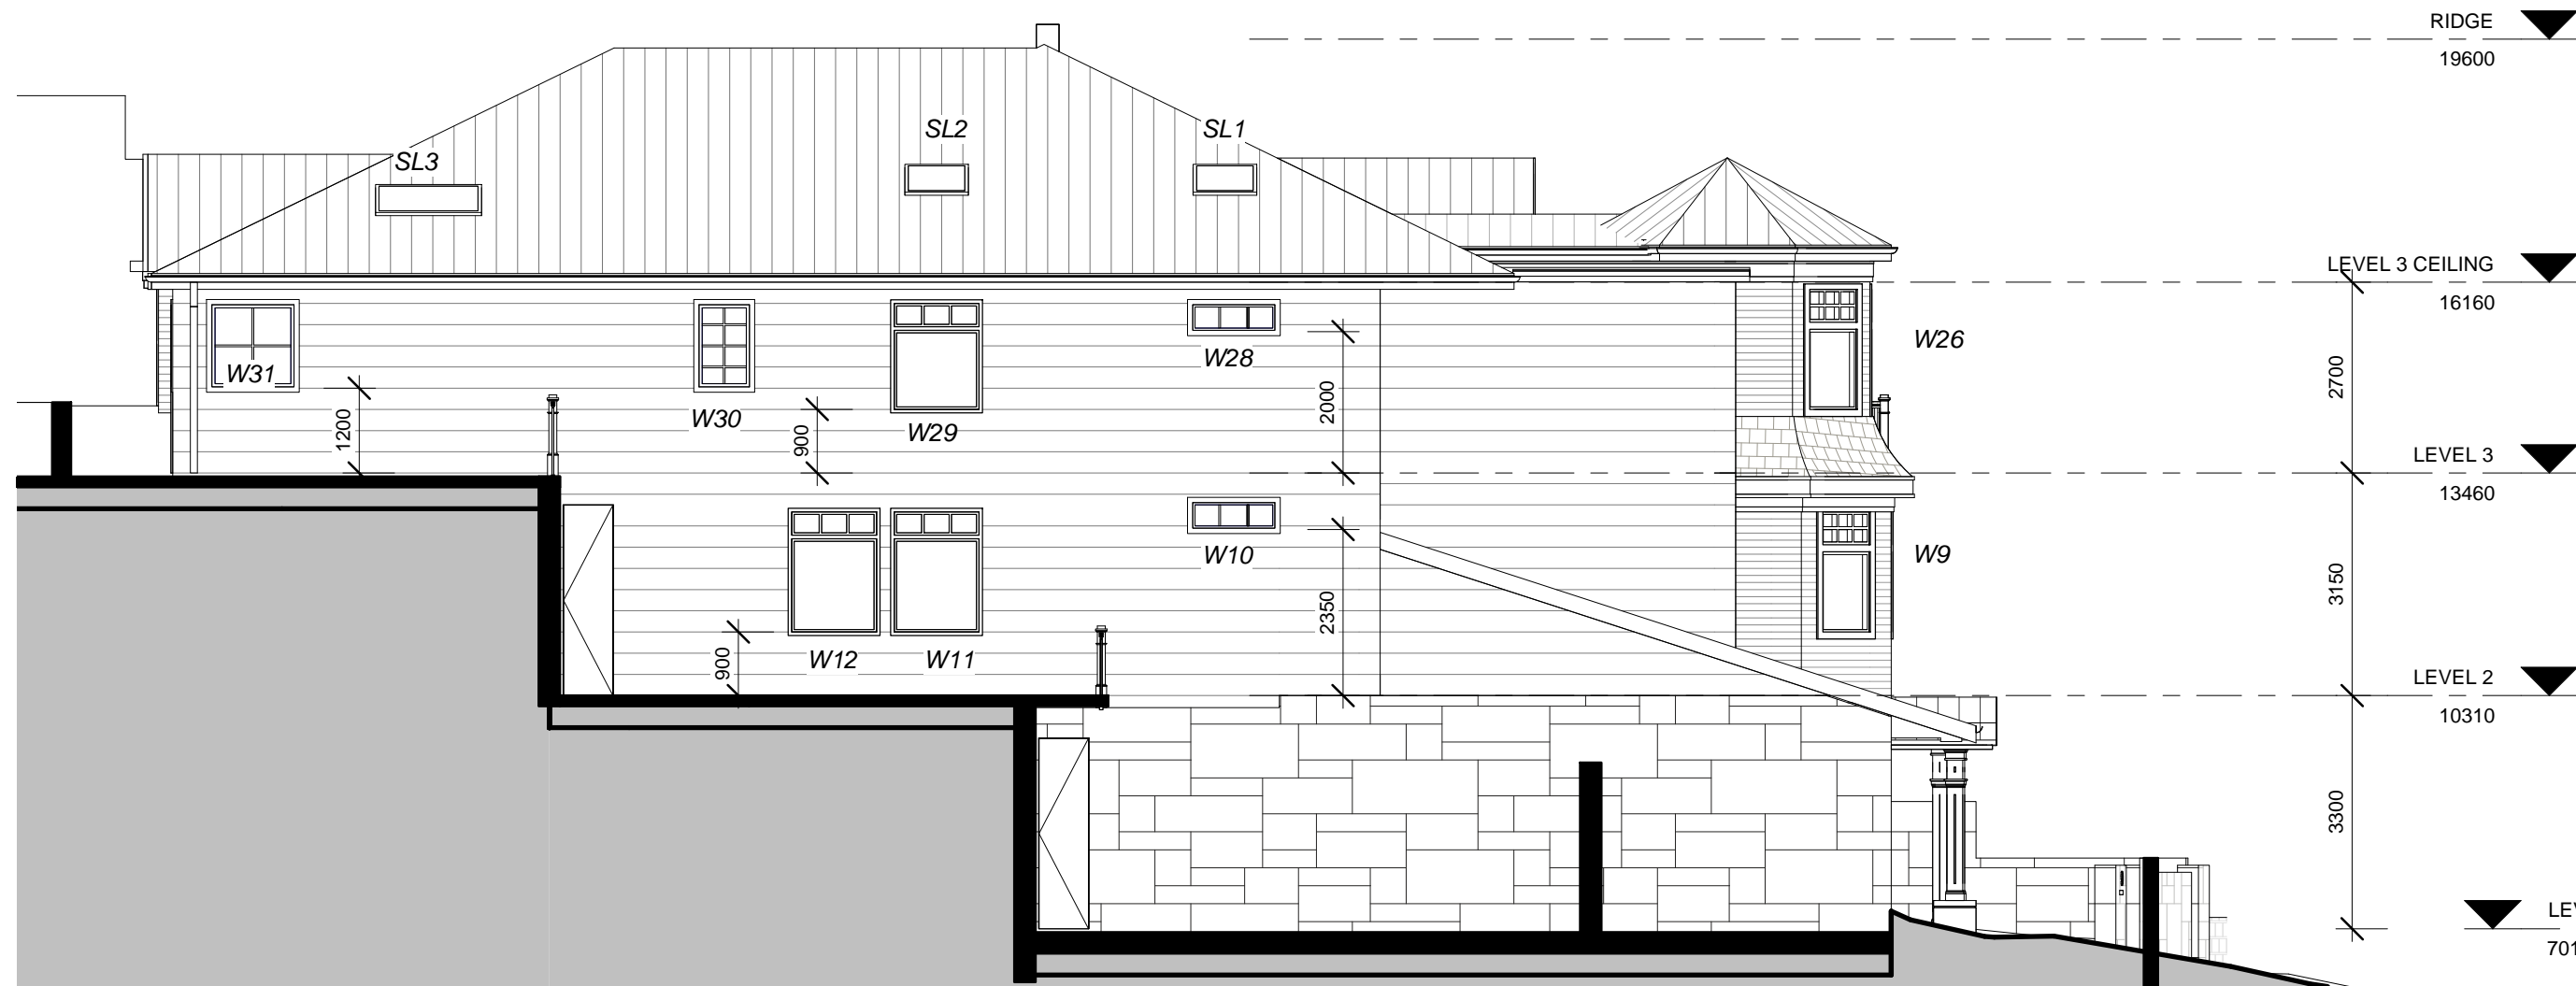 RIDGE
19600
SL2
SL1
SL3
LEVEL 3 CEILING
16160
W26
W28
W31
2700
2000
1200
W30
W29
900
LEVEL 3
13460
W10
W9
3150
2350
W12
W11
900
LEVEL 2
10310
3300